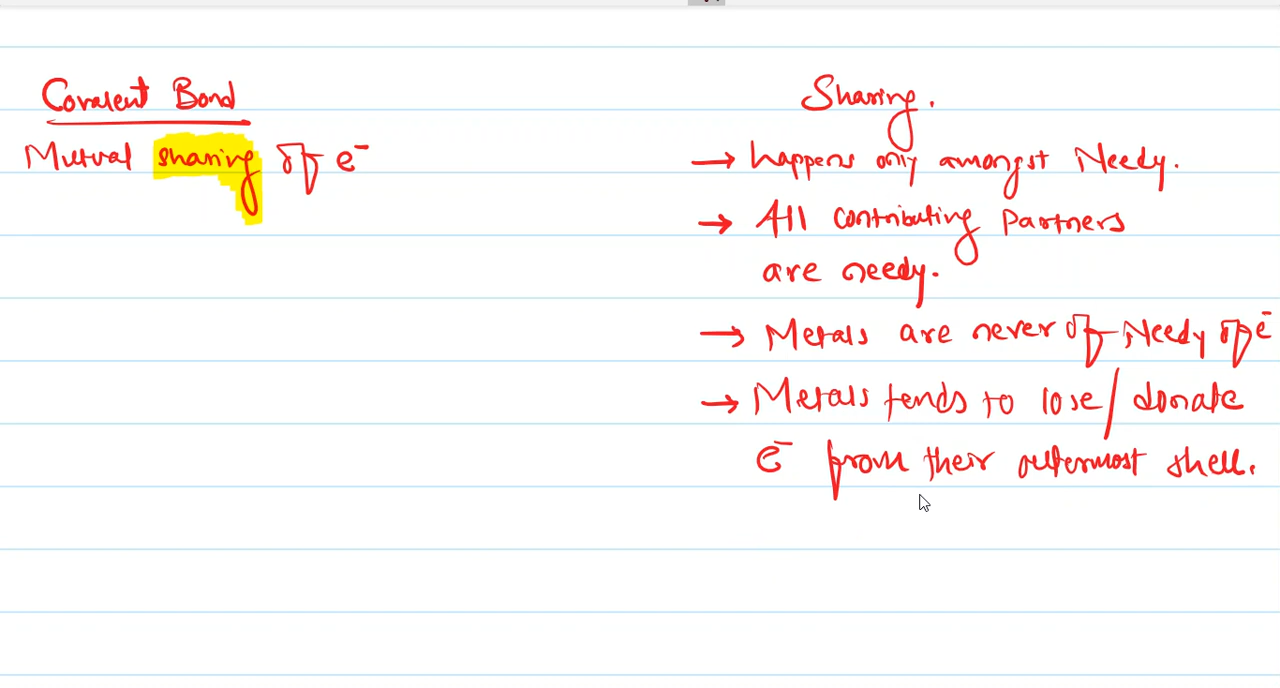 Covalent Bond
Mutual sharing of e⁻
Sharing.
→ happens only amongst Needy.
→ All contributing Partners
are needy.
→ Metals are never of Needy of e⁻
→ Metals tends to lose/donate
e⁻ from their outermost shell.